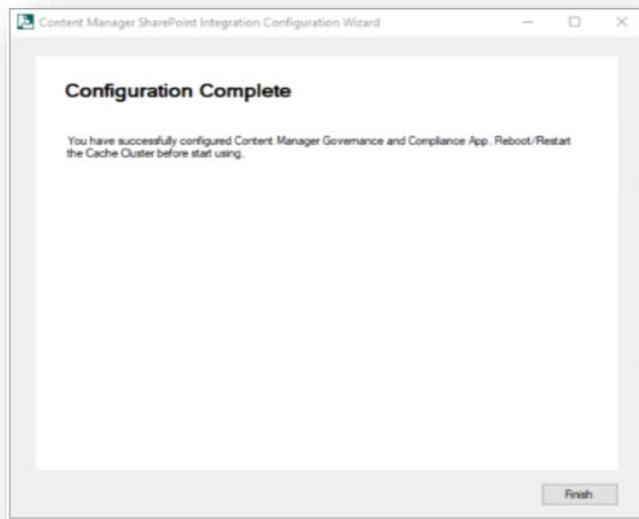 Content Manager SharePoint Integration Configuration Wizard
Configuration Complete
You have successfully configured Content Manager Governance and Compliance App. Reboot/Restart
the Cache Cluster before start using.
Finish